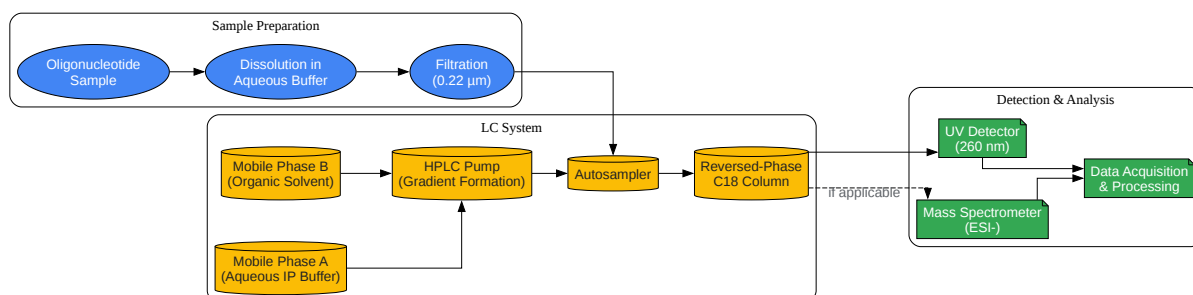 Sample Preparation
Oligonucleotide
Sample
Dissolution in
Aqueous Buffer
Filtration
(0.22 µm)
LC System
Mobile Phase B
(Organic Solvent)
HPLC Pump
(Gradient Formation)
Autosampler
Reversed-Phase
C18 Column
Mobile Phase A
(Aqueous IP Buffer)
if applicable
Detection & Analysis
UV Detector
(260 nm)
Data Acquisition
& Processing
Mass Spectrometer
(ESI-)